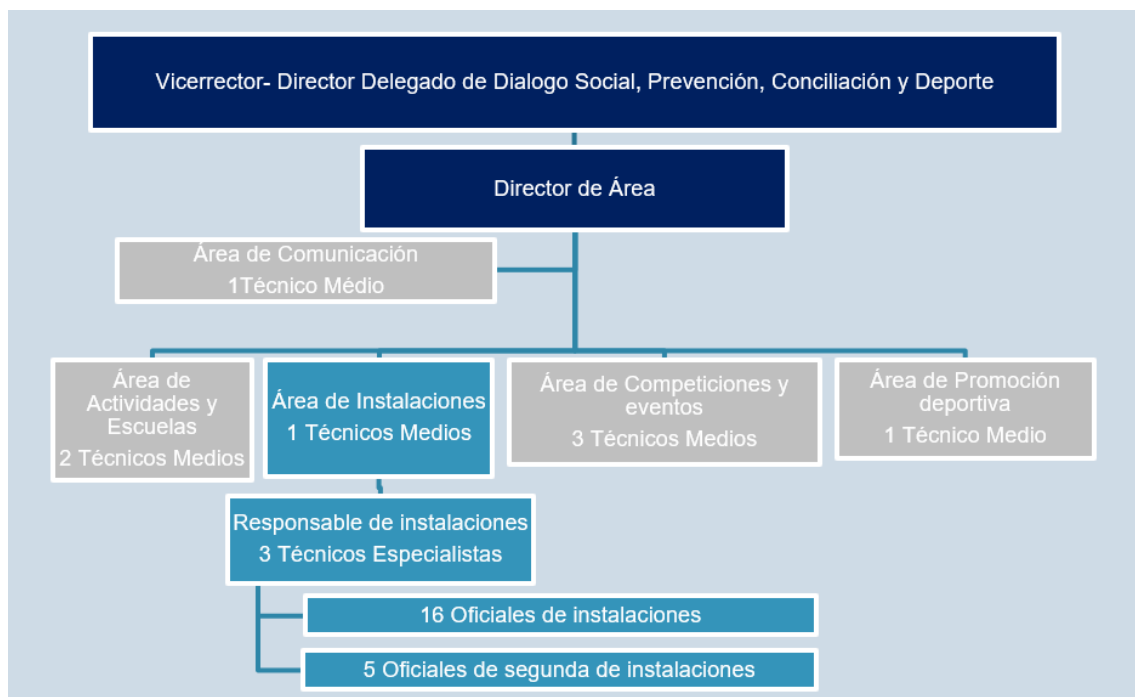 Vicerrector- Director Delegado de Dialogo Social, Prevención, Conciliación y Deporte
Director de Área
Área de Comunicación
1Técnico Médio
Área de
Actividades y
Escuelas
2 Técnicos Medios
Área de Instalaciones
1 Técnicos Medios
Área de Competiciones y
eventos
3 Técnicos Medios
Área de Promoción
deportiva
1 Técnico Medio
Responsable de instalaciones
3 Técnicos Especialistas
16 Oficiales de instalaciones
5 Oficiales de segunda de instalaciones